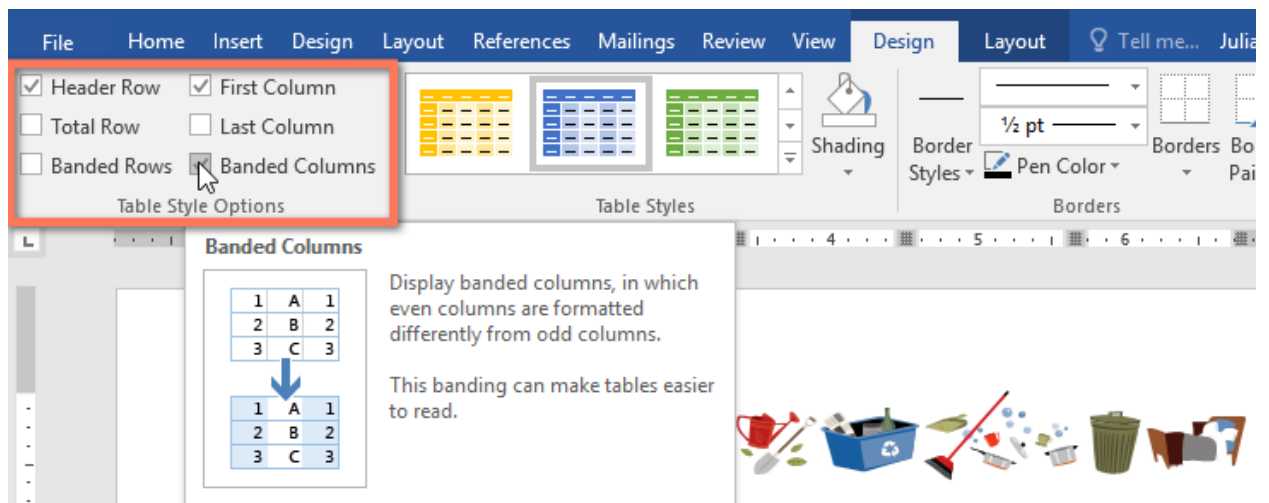 File Home Insert Design Layout References Mailings Review View Design Layout Tell me... Julia
Header Row First Column
Total Row Last Column
Banded Rows Banded Columns
Table Style Options
Shading
Border
Styles
½ pt
Pen Color
Borders
Bo
Pai
Table Styles
Borders
L
4 5 6
Banded Columns
1 A 1
2 B 2
3 C 3
1 A 1
2 B 2
3 C 3
Display banded columns, in which
even columns are formatted
differently from odd columns.
This banding can make tables easier
to read.